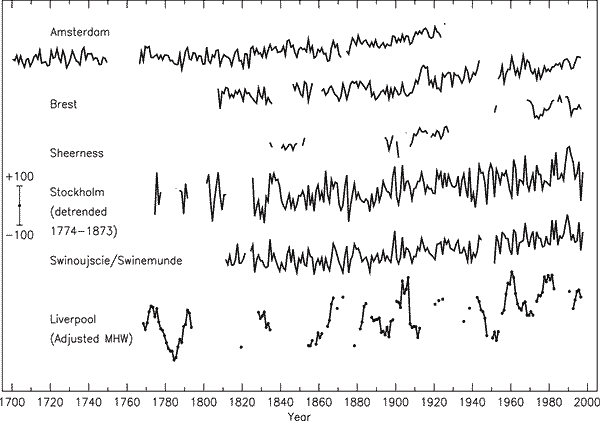 Amsterdam
Brest
Sheerness
+100
Stockholm
(detrended
-100
1774-1873)
Swinoujscie/Swinemunde
Liverpool
(Adjusted MHW)
1700 1720 1740 1760 1780 1800 1820 1840 1860 1880 1900 1920 1940 1960 1980 2000
Year